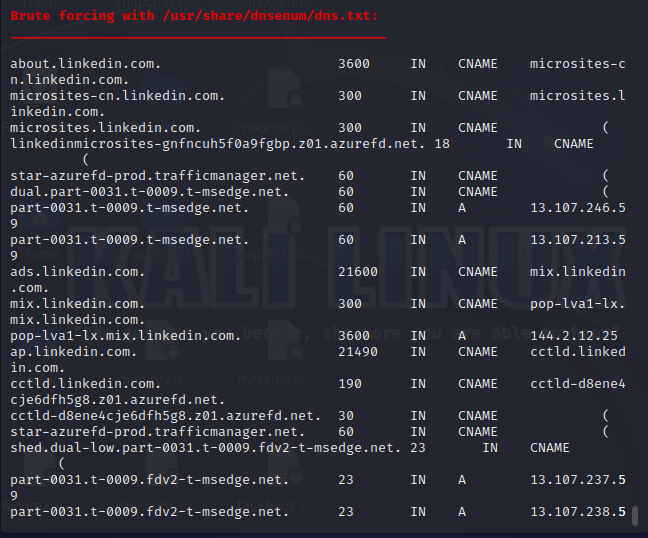 Brute forcing with /usr/share/dnsenum/dns.txt:
about.linkedin.com. 3600 IN CNAME microsites-c
n.linkedin.com.
microsites-cn.linkedin.com. 300 IN CNAME microsites.l
inkedin.com.
microsites.linkedin.com. 300 IN CNAME (
linkedinmicrosites-gnfncuh5f0a9fgbp.z01.azurefd.net. 18 IN CNAME
(
star-azurefd-prod.trafficmanager.net. 60 IN CNAME (
dual.part-0031.t-0009.t-msedge.net. 60 IN CNAME (
part-0031.t-0009.t-msedge.net. 60 IN A 13.107.246.5
9
part-0031.t-0009.t-msedge.net. 60 IN A 13.107.213.5
9
ads.linkedin.com. 21600 IN CNAME mix.linkedin
.com.
mix.linkedin.com. 300 IN CNAME pop-lva1-lx.
mix.linkedin.com.
pop-lva1-lx.mix.linkedin.com. 3600 IN A 144.2.12.25
ap.linkedin.com. 21490 IN CNAME cctld.linked
in.com.
cctld.linkedin.com. 190 IN CNAME cctld-d8ene4
cje6dfh5g8.z01.azurefd.net.
cctld-d8ene4cje6dfh5g8.z01.azurefd.net. 30 IN CNAME (
star-azurefd-prod.trafficmanager.net. 60 IN CNAME (
shed.dual-low.part-0031.t-0009.fdv2-t-msedge.net. 23 IN CNAME
(
part-0031.t-0009.fdv2-t-msedge.net. 23 IN A 13.107.237.5
9
part-0031.t-0009.fdv2-t-msedge.net. 23 IN A 13.107.238.5
KALI LINUX